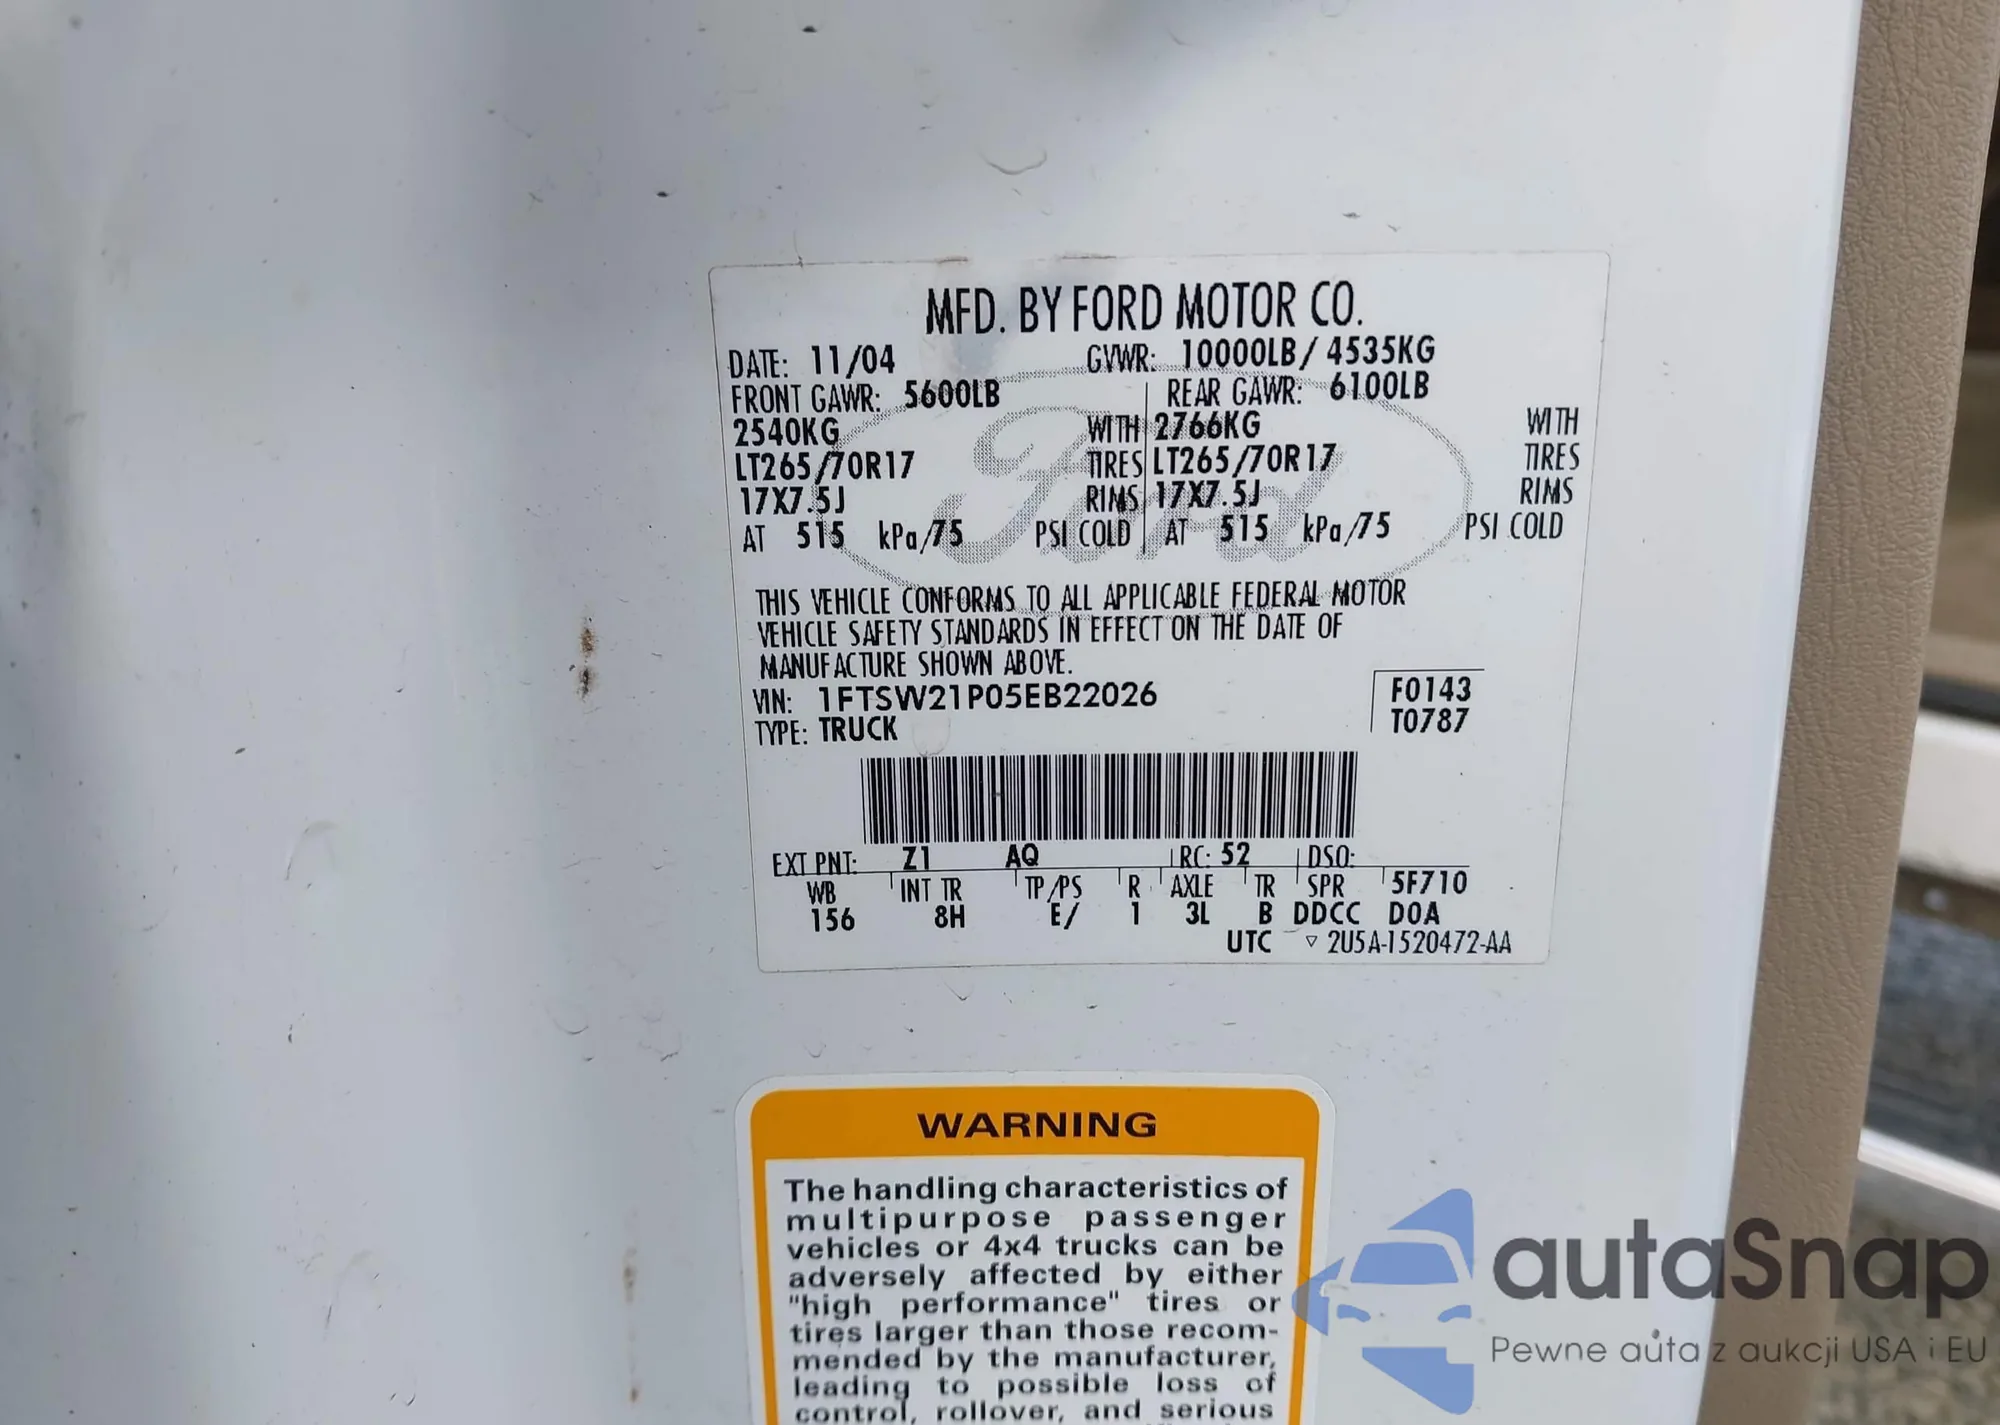 MFD. BY FORD MOTOR CO.
DATE: 11/04 GVWR: 10000LB/ 4535KG
FRONT GAWR: 5600LB REAR GAWR: 6100LB
2540KG WITH 2766KG WITH
LT265/70R17 TIRES LT265/70R17 TIRES
17X7.5J RIMS 17X7.5J RIMS
AT 515 kPa/75 PSI COLD AT 515 kPa/75 PSI COLD
THIS VEHICLE CONFORMS TO ALL APPLICABLE FEDERAL MOTOR
VEHICLE SAFETY STANDARDS IN EFFECT ON THE DATE OF
MANUFACTURE SHOWN ABOVE.
VIN: 1FTSW21P05EB22026 F0143
TYPE: TRUCK T0787
EXT PNT: Z1 AQ RC: 52 DSO:
WB INT TR TP/PS R AXLE TR SPR 5F710
156 8H E/ 1 3L B DDCC D0A
UTC ▽ 2U5A-1520472-AA
Ford
WARNING
The handling characteristics of
multipurpose passenger
vehicles or 4x4 trucks can be
adversely affected by either
"high performance" tires or
tires larger than those recom-
mended by the manufacturer,
leading to possible loss of
control, rollover, and serious
autaSnap
Pewne auta z aukcji USA i EU